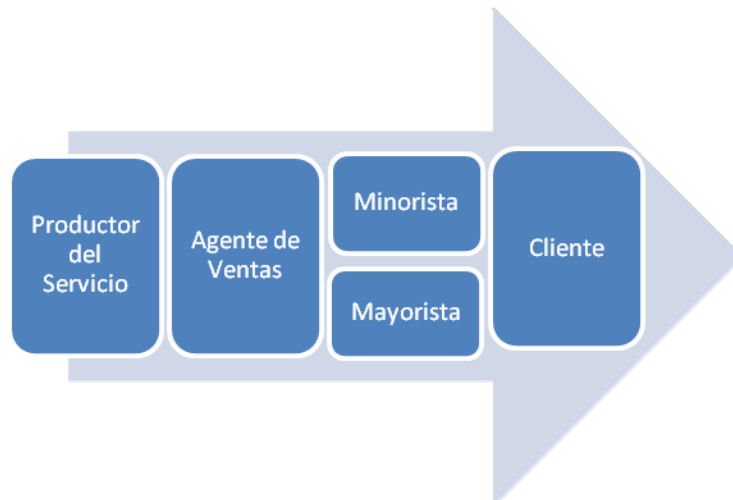 Productor
del
Servicio
Agente de
Ventas
Minorista
Mayorista
Cliente